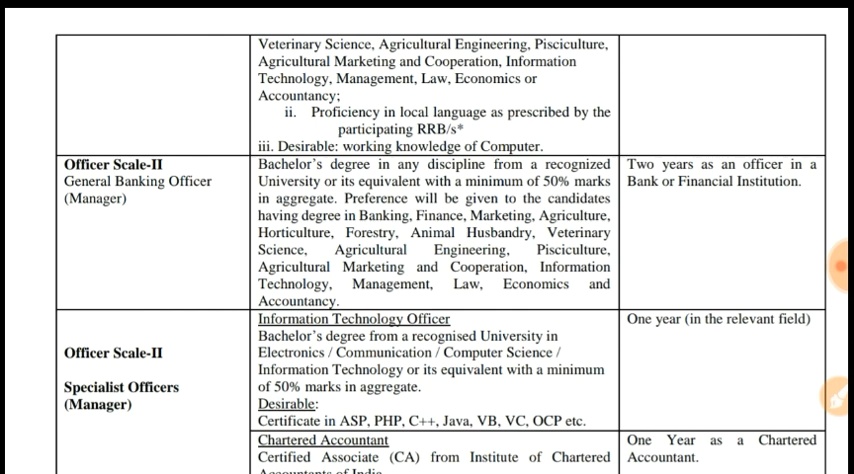 Veterinary Science, Agricultural Engineering, Pisciculture,
Agricultural Marketing and Cooperation, Information
Technology, Management, Law, Economics or
Accountancy;
ii. Proficiency in local language as prescribed by the
participating RRB/s*
iii. Desirable: working knowledge of Computer.
Officer Scale-II
General Banking Officer
(Manager)
Bachelor's degree in any discipline from a recognized
University or its equivalent with a minimum of 50% marks
in aggregate. Preference will be given to the candidates
having degree in Banking, Finance, Marketing, Agriculture,
Horticulture, Forestry, Animal Husbandry, Veterinary
Science, Agricultural Engineering, Pisciculture,
Agricultural Marketing and Cooperation, Information
Technology, Management, Law, Economics and
Accountancy.
Two years as an officer in a
Bank or Financial Institution.
Officer Scale-II
Specialist Officers
(Manager)
Information Technology Officer
Bachelor's degree from a recognised University in
Electronics / Communication / Computer Science /
Information Technology or its equivalent with a minimum
of 50% marks in aggregate.
Desirable:
Certificate in ASP, PHP, C++, Java, VB, VC, OCP etc.
One year (in the relevant field)
Chartered Accountant
Certified Associate (CA) from Institute of Chartered
Accountants of India
One Year as a Chartered
Accountant.